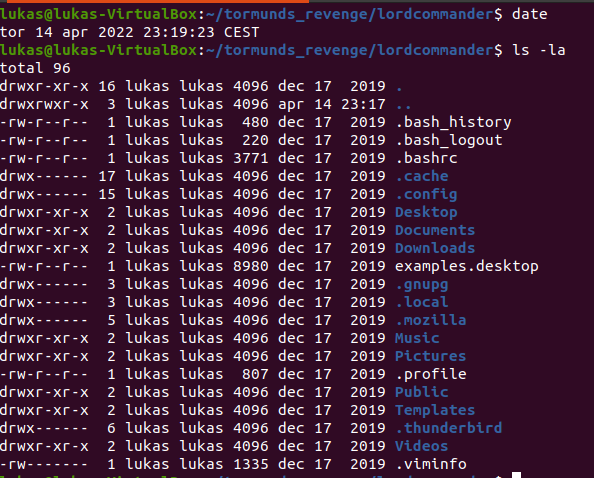 lukas@lukas-VirtualBox:~/tormunds_revenge/lordcommander$ date
tor 14 apr 2022 23:19:23 CEST
lukas@lukas-VirtualBox:~/tormunds_revenge/lordcommander$ ls -la
total 96
drwxr-xr-x 16 lukas lukas 4096 dec 17  2019 .
drwxrwxr-x  3 lukas lukas 4096 apr 14 23:17 ..
-rw-r--r--  1 lukas lukas  480 dec 17  2019 .bash_history
-rw-r--r--  1 lukas lukas  220 dec 17  2019 .bash_logout
-rw-r--r--  1 lukas lukas 3771 dec 17  2019 .bashrc
drwx------ 17 lukas lukas 4096 dec 17  2019 .cache
drwx------ 15 lukas lukas 4096 dec 17  2019 .config
drwxr-xr-x  2 lukas lukas 4096 dec 17  2019 Desktop
drwxr-xr-x  2 lukas lukas 4096 dec 17  2019 Documents
drwxr-xr-x  2 lukas lukas 4096 dec 17  2019 Downloads
-rw-r--r--  1 lukas lukas 8980 dec 17  2019 examples.desktop
drwx------  3 lukas lukas 4096 dec 17  2019 .gnupg
drwx------  3 lukas lukas 4096 dec 17  2019 .local
drwx------  5 lukas lukas 4096 dec 17  2019 .mozilla
drwxr-xr-x  2 lukas lukas 4096 dec 17  2019 Music
drwxr-xr-x  2 lukas lukas 4096 dec 17  2019 Pictures
-rw-r--r--  1 lukas lukas  807 dec 17  2019 .profile
drwxr-xr-x  2 lukas lukas 4096 dec 17  2019 Public
drwxr-xr-x  2 lukas lukas 4096 dec 17  2019 Templates
drwx------  6 lukas lukas 4096 dec 17  2019 .thunderbird
drwxr-xr-x  2 lukas lukas 4096 dec 17  2019 Videos
-rw-------  1 lukas lukas 1335 dec 17  2019 .viminfo
lukas@lukas-VirtualBox:~/tormunds_revenge/lordcommander$